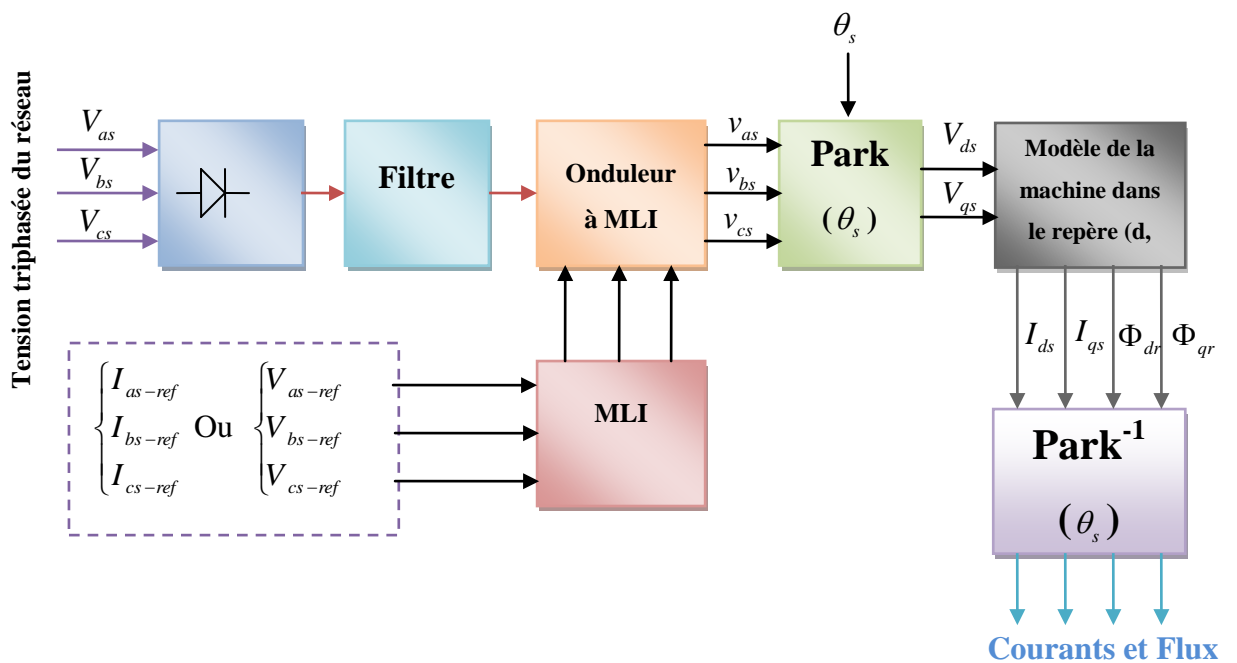 Tension triphasée du réseau
θs
Vas
Vbs
Vcs
Filtre
Onduleur
à MLI
vas
vbs
vcs
Park
(θs)
Vds
Vqs
Modèle de la
machine dans
le repère (d,
Ias-ref
Ibs-ref
Ics-ref
Ou
Vas-ref
Vbs-ref
Vcs-ref
MLI
Ids
Iqs
Φdr
Φqr
Park-1
(θs)
Courants et Flux